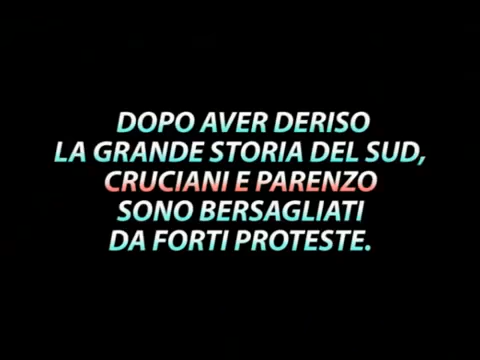 DOPO AVER DERISO
LA GRANDE STORIA DEL SUD,
CRUCIANI E PARENZO
SONO BERSAGLIATI
DA FORTI PROTESTE.